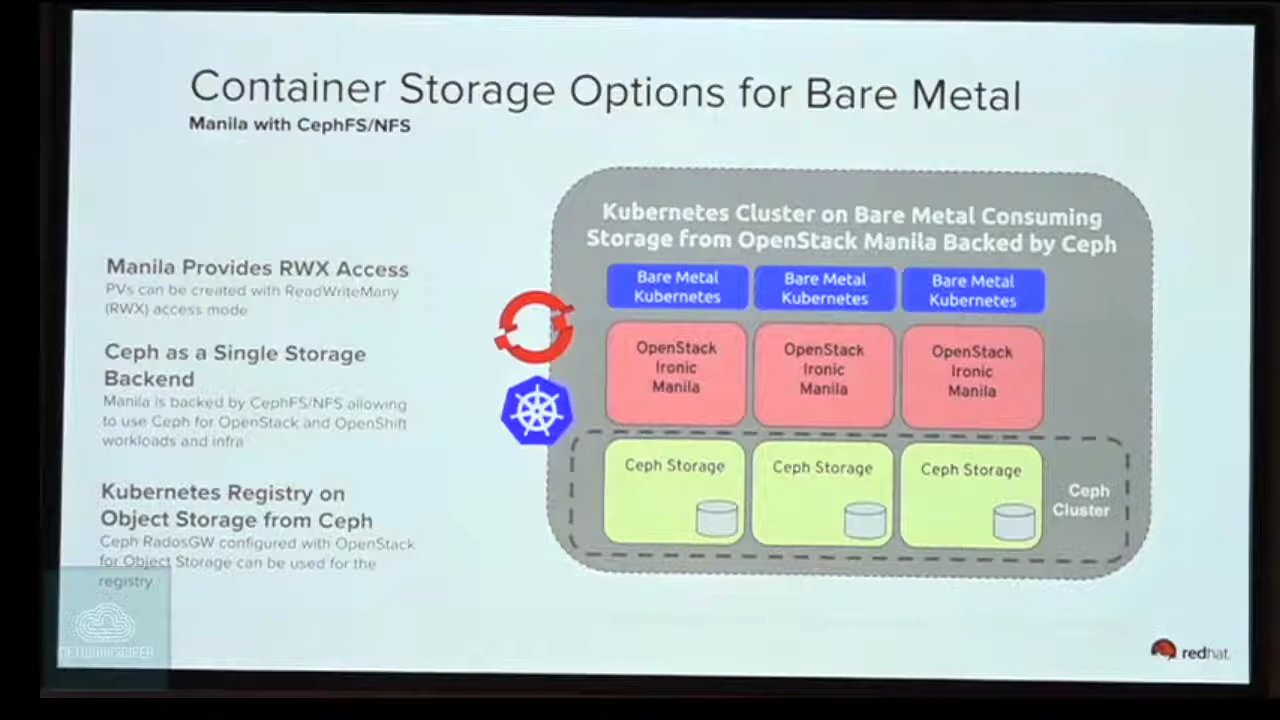 Container Storage Options for Bare Metal
Manila with CephFS/NFS
Manila Provides RWX Access
PVs can be created with ReadWriteMany
(RWX) access mode
Ceph as a Single Storage
Backend
Manila is backed by CephFS/NFS allowing
to use Ceph for OpenStack and OpenShift
workloads and infra
Kubernetes Registry on
Object Storage from Ceph
Ceph RadosGW configured with OpenStack
for Object Storage can be used for the
registry
Kubernetes Cluster on Bare Metal Consuming
Storage from OpenStack Manila Backed by Ceph
Bare Metal
Kubernetes
Bare Metal
Kubernetes
Bare Metal
Kubernetes
OpenStack
Ironic
Manila
OpenStack
Ironic
Manila
OpenStack
Ironic
Manila
Ceph Storage
Ceph Storage
Ceph Storage
Ceph
Cluster
redhat.